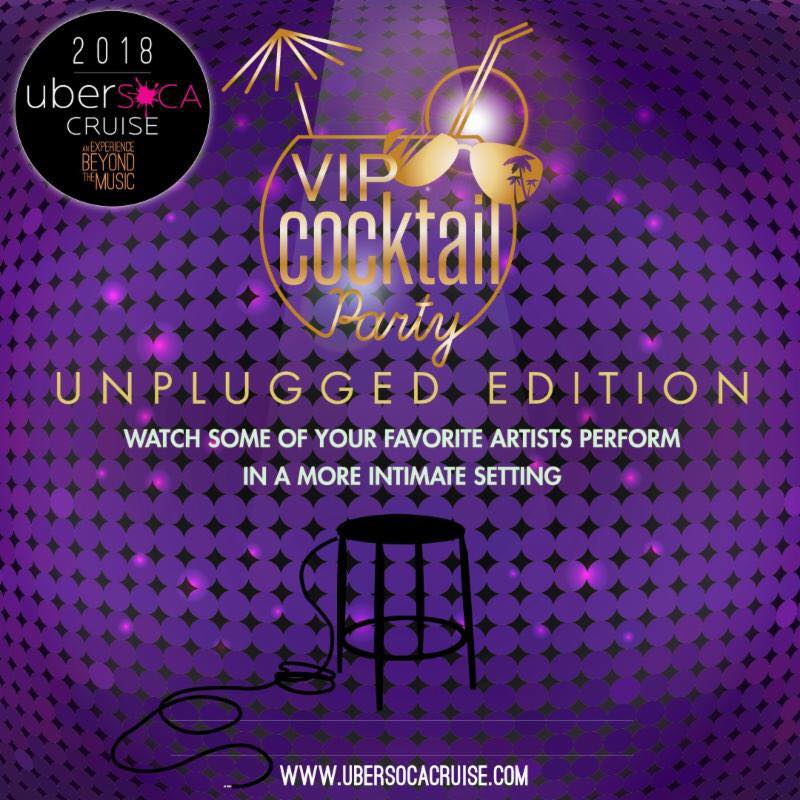 2018
uberSOCA
CRUISE
AN EXPERIENCE
BEYOND
THE MUSIC
VIP
cocktail
Party
UNPLUGGED EDITION
WATCH SOME OF YOUR FAVORITE ARTISTS PERFORM
IN A MORE INTIMATE SETTING
WWW.UBERSOCACRUISE.COM